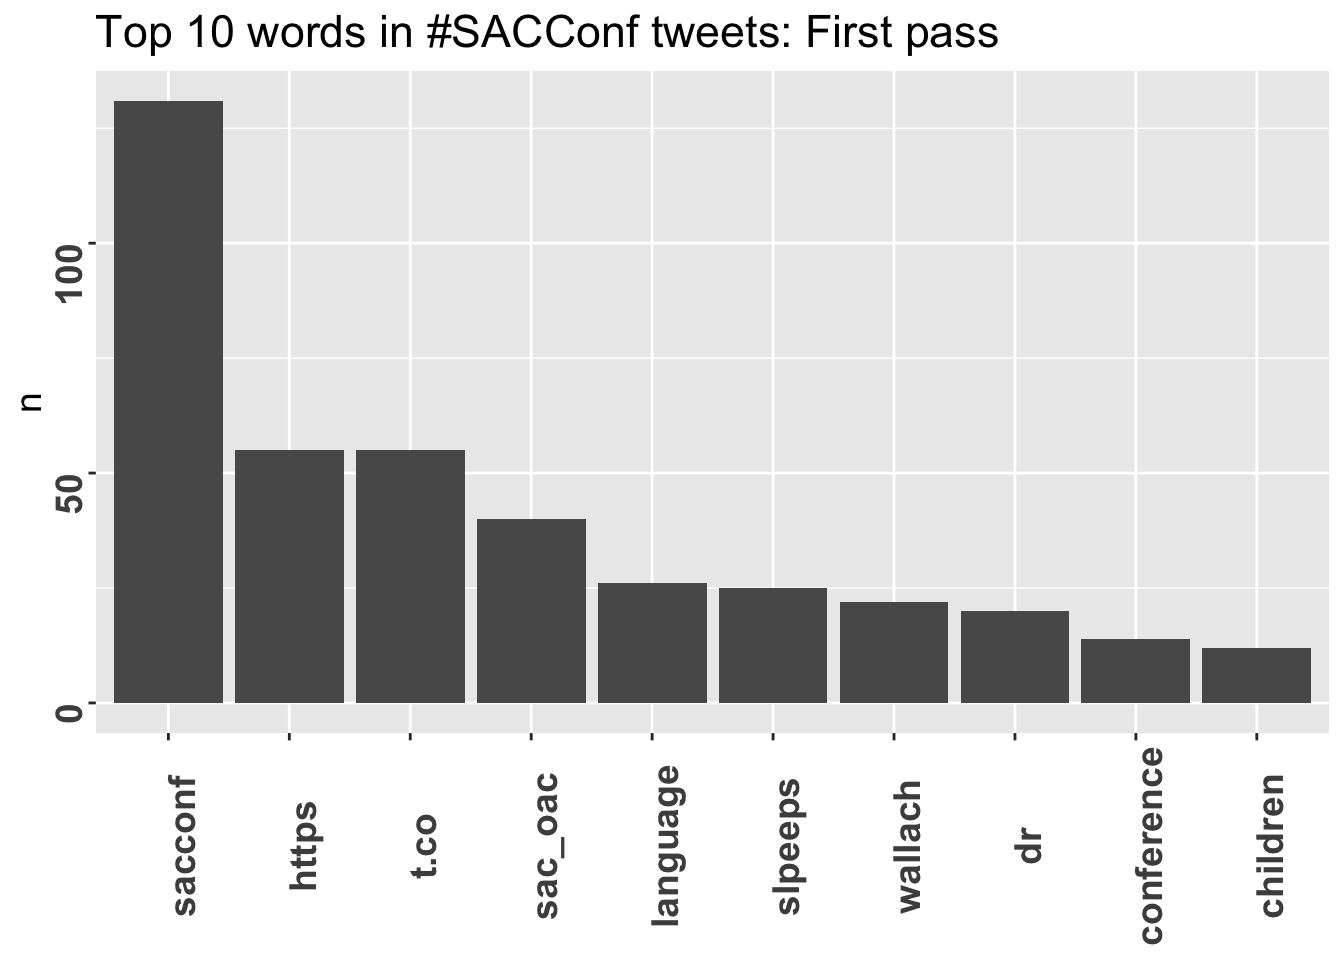 Top 10 words in #SACConf tweets: First pass
n
100
50
0
sacconf
https
t.co
sac_oac
language
slpeeps
wallach
dr
conference
children